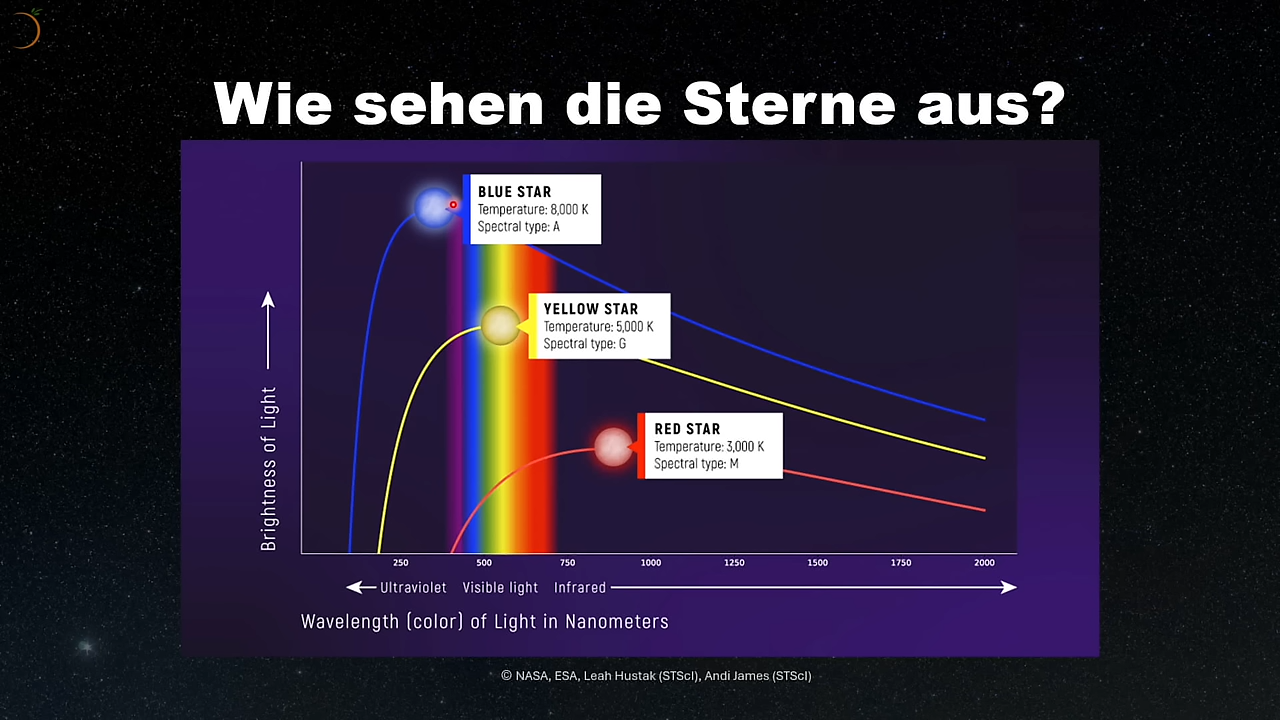 Wie sehen die Sterne aus?
BLUE STAR
Temperature: 8,000 K
Spectral type: A
YELLOW STAR
Temperature: 5,000 K
Spectral type: G
RED STAR
Temperature: 3,000 K
Spectral type: M
Brightness of Light
250 500 750 1000 1250 1500 1750 2000
Ultraviolet Visible light Infrared
Wavelength (color) of Light in Nanometers
© NASA, ESA, Leah Hustak (STScI), Andi James (STScI)